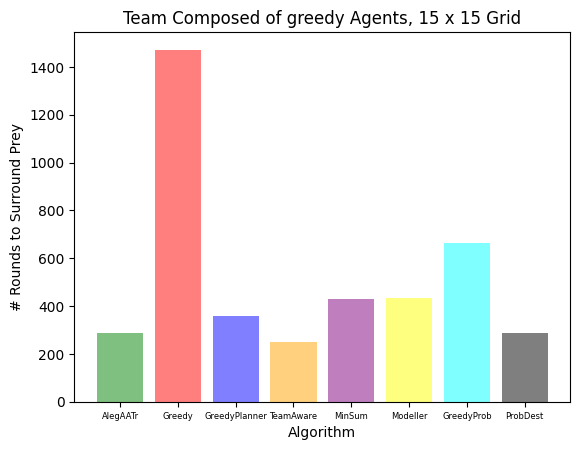 Team Composed of greedy Agents, 15 x 15 Grid
# Rounds to Surround Prey
1400
1200
1000
800
600
400
200
0
AlegAATr Greedy GreedyPlanner TeamAware MinSum Modeller GreedyProb ProbDest
Algorithm